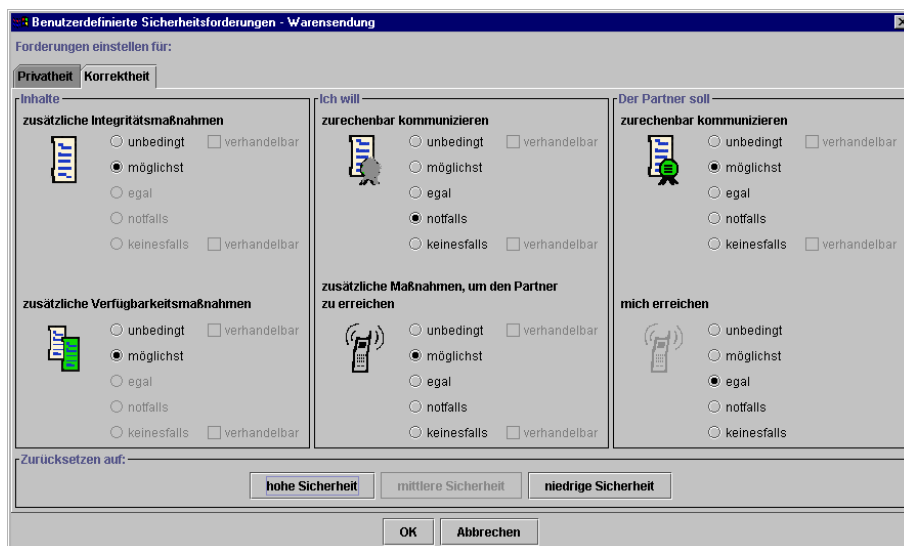 Benutzerdefinierte Sicherheitsforderungen - Warensendung
Forderungen einstellen für:
Privatheit Korrektheit
Inhalte
zusätzliche Integritätsmaßnahmen
unbedingt verhandelbar
möglichst
egal
notfalls
keinesfalls verhandelbar
zusätzliche Verfügbarkeitsmaßnahmen
unbedingt verhandelbar
möglichst
egal
notfalls
keinesfalls verhandelbar
Ich will
zurechenbar kommunizieren
unbedingt verhandelbar
möglichst
egal
notfalls
keinesfalls verhandelbar
zusätzliche Maßnahmen, um den Partner
zu erreichen
unbedingt verhandelbar
möglichst
egal
notfalls
keinesfalls verhandelbar
Der Partner soll
zurechenbar kommunizieren
unbedingt verhandelbar
möglichst
egal
notfalls
keinesfalls verhandelbar
mich erreichen
unbedingt
möglichst
egal
notfalls
keinesfalls
Zurücksetzen auf:
hohe Sicherheit mittlere Sicherheit niedrige Sicherheit
OK Abbrechen